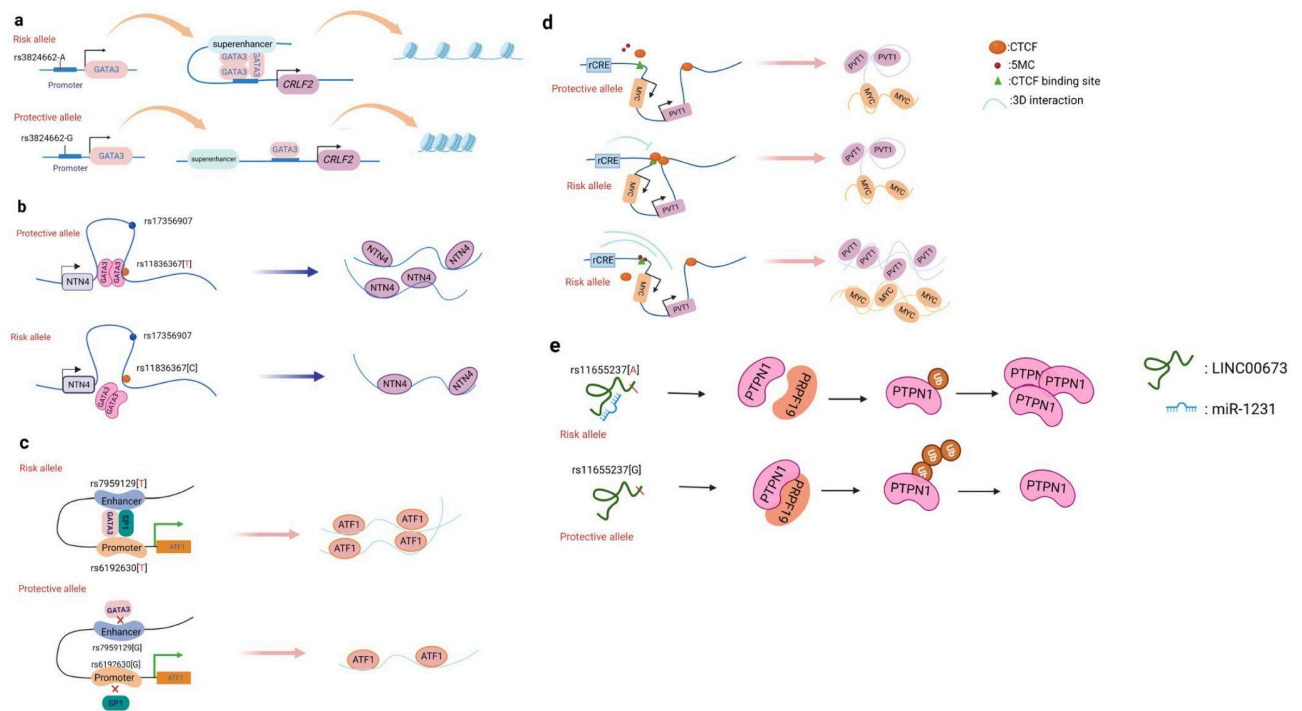 a
Risk allele
rs3824662-A
GATA3
Promoter
superenhancer
GATA3
GATA3
GATA3
CRLF2
Protective allele
rs3824662-G
GATA3
Promoter
superenhancer
GATA3
CRLF2
b
Protective allele
rs17356907
rs11836367[T]
NTN4
GATA3
GATA3
NTN4
NTN4
NTN4
NTN4
Risk allele
rs17356907
rs11836367[C]
NTN4
GATA3
GATA3
NTN4
NTN4
c
Risk allele
rs7959129[T]
Enhancer
GATA3
SP1
Promoter
ATF1
rs6192630[T]
ATF1
ATF1
ATF1
ATF1
Protective allele
GATA3
Enhancer
rs7959129[G]
rs6192630[G]
Promoter
ATF1
SP1
ATF1
ATF1
d
rCRE
Protective allele
MYC
PVT1
PVT1
PVT1
MYC
MYC
:CTCF
:5MC
:CTCF binding site
:3D interaction
rCRE
Risk allele
MYC
PVT1
PVT1
PVT1
MYC
MYC
rCRE
Risk allele
MYC
PVT1
PVT1
PVT1
PVT1
PVT1
MYC
MYC
MYC
MYC
e
rs11655237[A]
Risk allele
PTPN1
PRPF19
PTPN1
Ub
PTPN1
PTPN1
: LINC00673
: miR-1231
rs11655237[G]
Protective allele
PTPN1
PRPF19
PTPN1
Ub
Ub
Ub
PTPN1